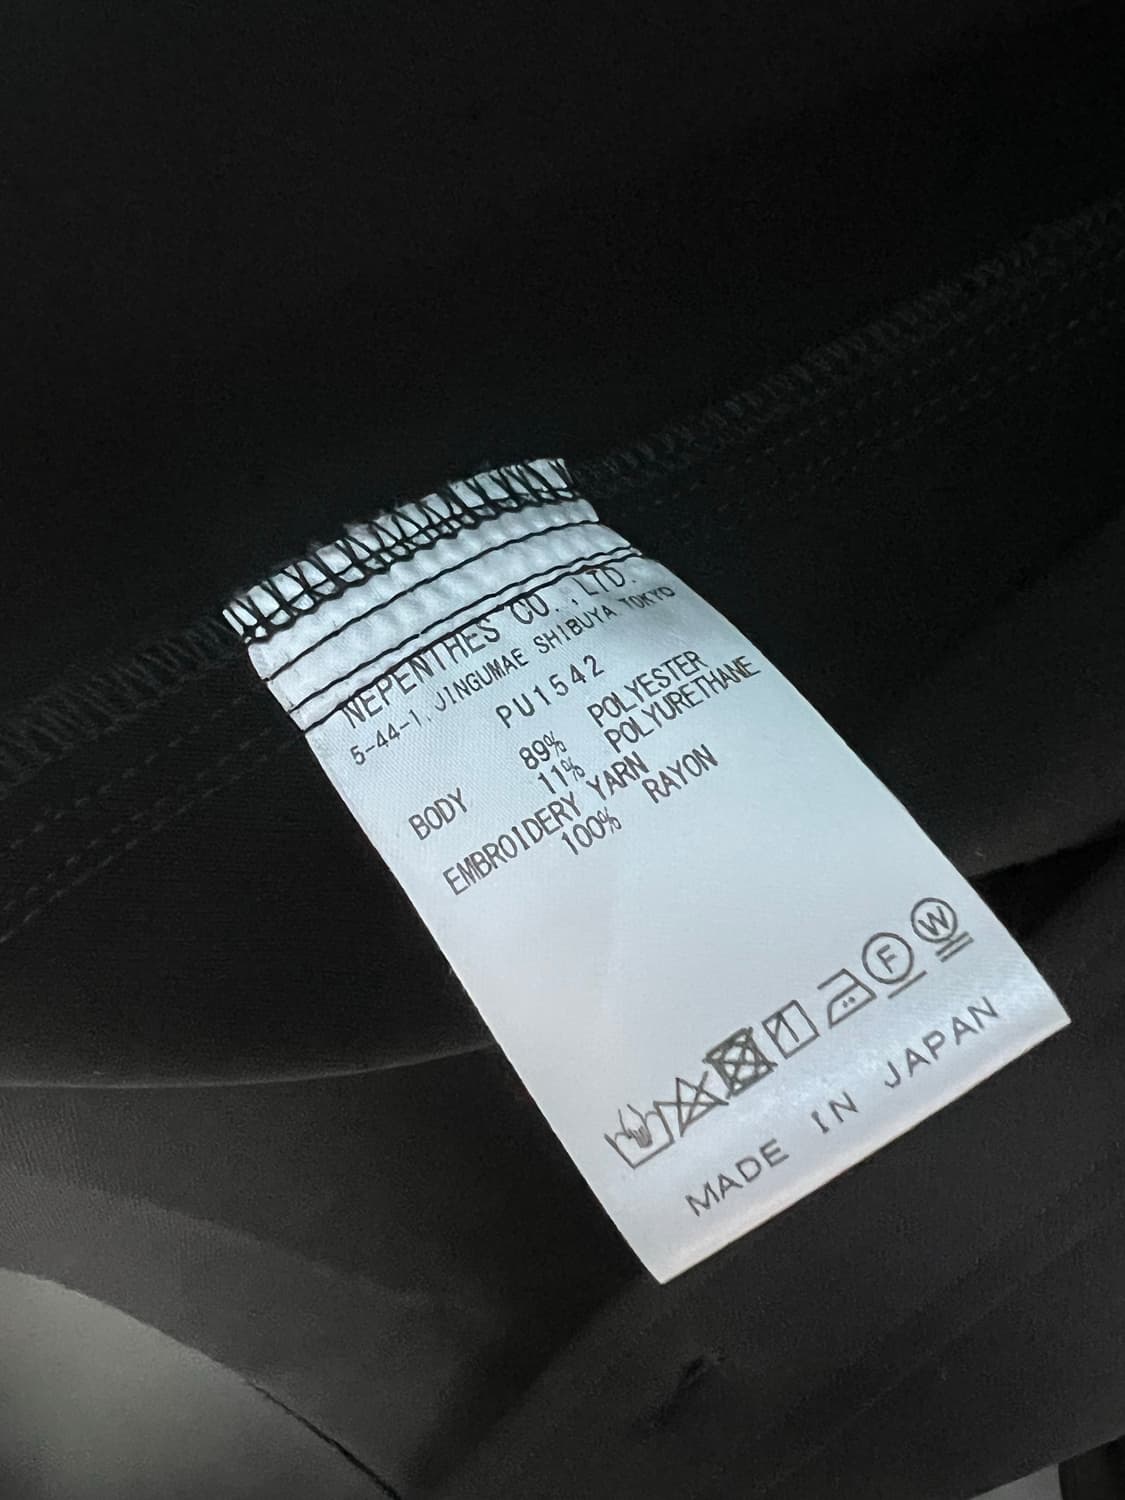 NEPENTHES CO.,LTD.
5-44-1, JINGUMAE SHIBUYA TOKYO
PU1542
BODY 89% POLYESTER
11% POLYURETHANE
EMBROIDERY YARN
100% RAYON
F W
MADE IN JAPAN